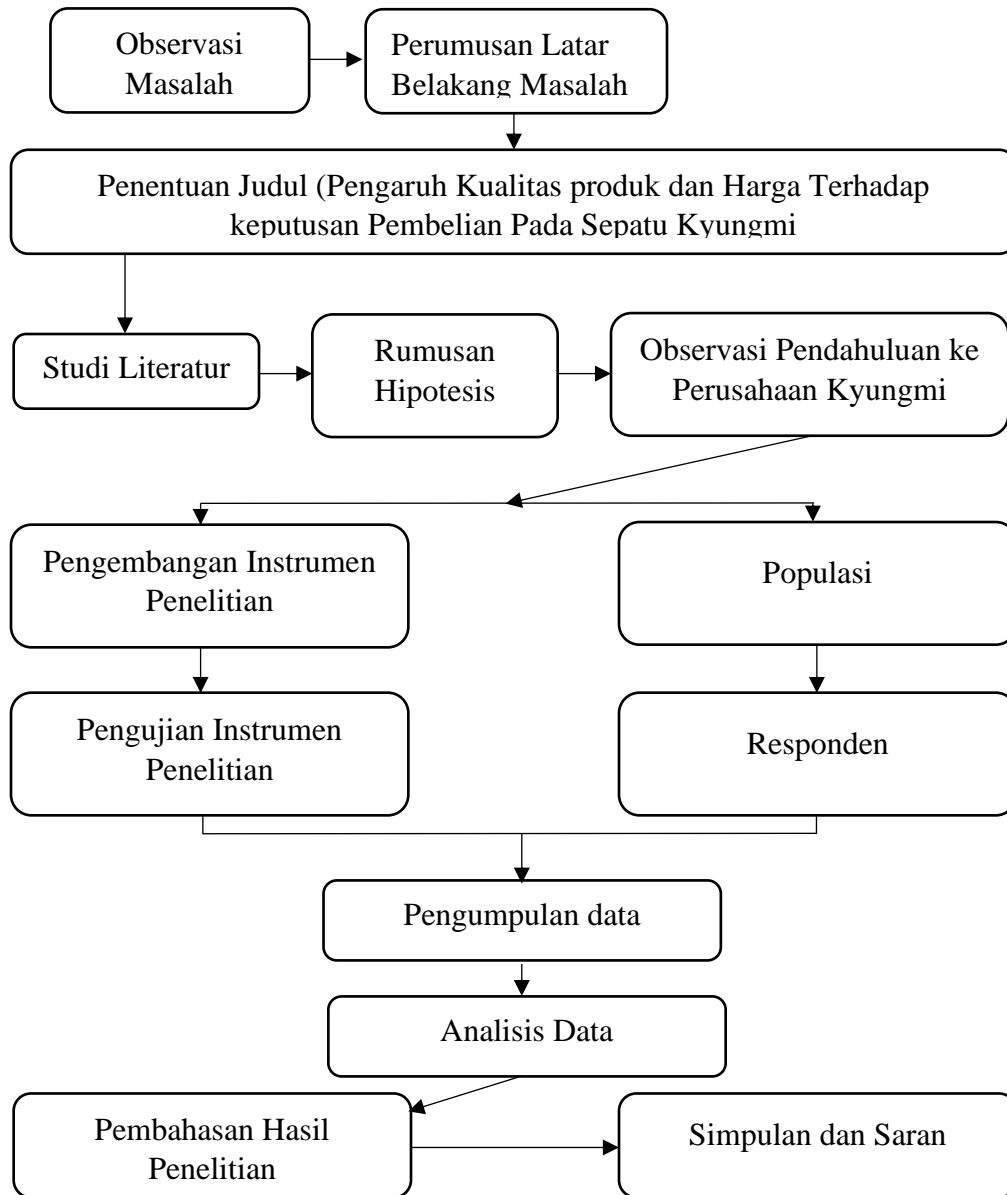 Observasi
Masalah
Perumusan Latar
Belakang Masalah
Penentuan Judul (Pengaruh Kualitas produk dan Harga Terhadap
keputusan Pembelian Pada Sepatu Kyungmi
Studi Literatur
Rumusan
Hipotesis
Observasi Pendahuluan ke
Perusahaan Kyungmi
Pengembangan Instrumen
Penelitian
Populasi
Pengujian Instrumen
Penelitian
Responden
Pengumpulan data
Analisis Data
Pembahasan Hasil
Penelitian
Simpulan dan Saran